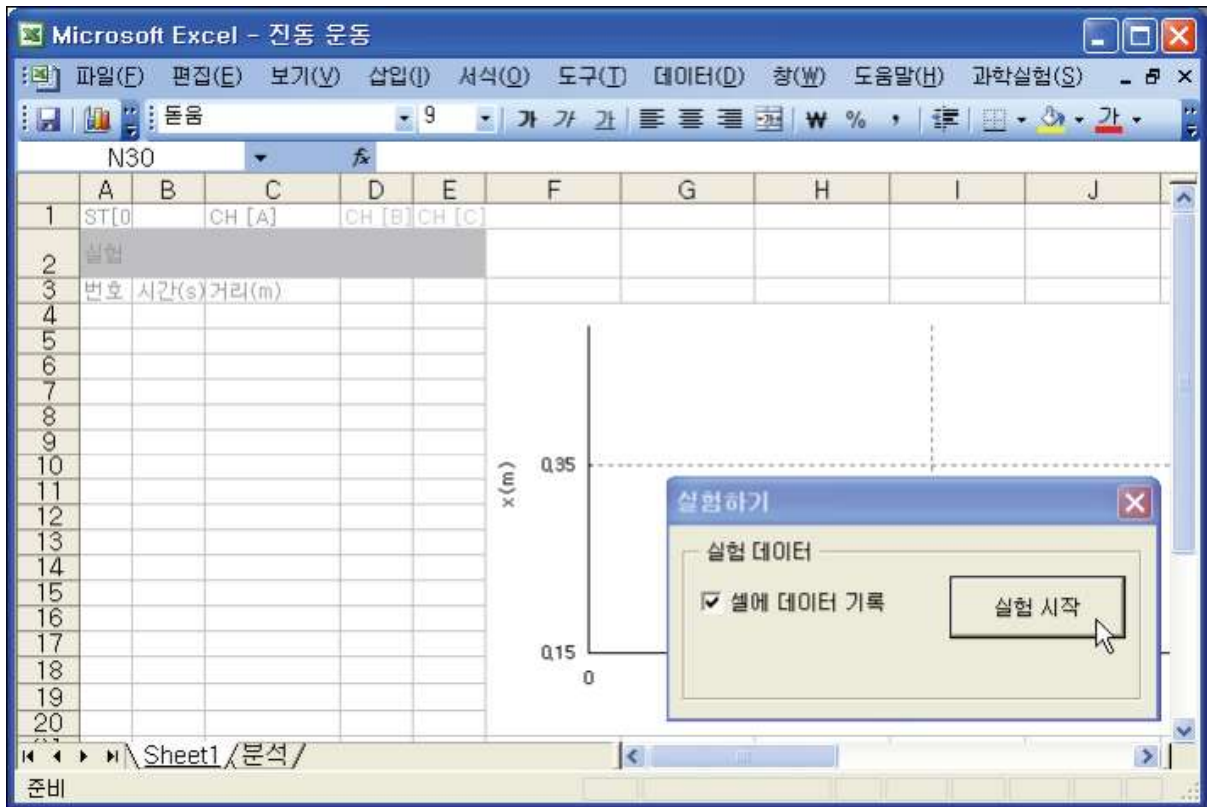 Microsoft Excel - 진동 운동
파일(F) 편집(E) 보기(V) 삽입(I) 서식(O) 도구(T) 데이터(D) 창(W) 도움말(H) 과학실험(S)
돋움 9 가 가 가 ₩ % , 가
N30 fx
A B C D E F G H I J
1 ST[0 CH [A] CH [B] CH [C]
2 실험
3 번호 시간(s) 거리(m)
4
5
6
7
8
9
10
11
12
13
14
15
16
17
18
19
20
x(m)
0.35
0.15
0
실험하기
실험 데이터
셀에 데이터 기록
실험 시작
Sheet1 분석
준비